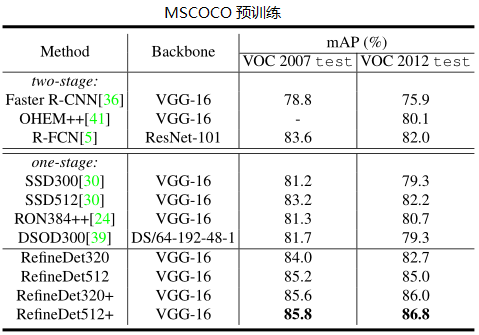 MSCOCO 预训练
Method Backbone mAP (%)
VOC 2007 test VOC 2012 test
two-stage:
Faster R-CNN[36] VGG-16 78.8 75.9
OHEM++[41] VGG-16 - 80.1
R-FCN[5] ResNet-101 83.6 82.0
one-stage:
SSD300[30] VGG-16 81.2 79.3
SSD512[30] VGG-16 83.2 82.2
RON384++[24] VGG-16 81.3 80.7
DSOD300[39] DS/64-192-48-1 81.7 79.3
RefineDet320 VGG-16 84.0 82.7
RefineDet512 VGG-16 85.2 85.0
RefineDet320+ VGG-16 85.6 86.0
RefineDet512+ VGG-16 85.8 86.8